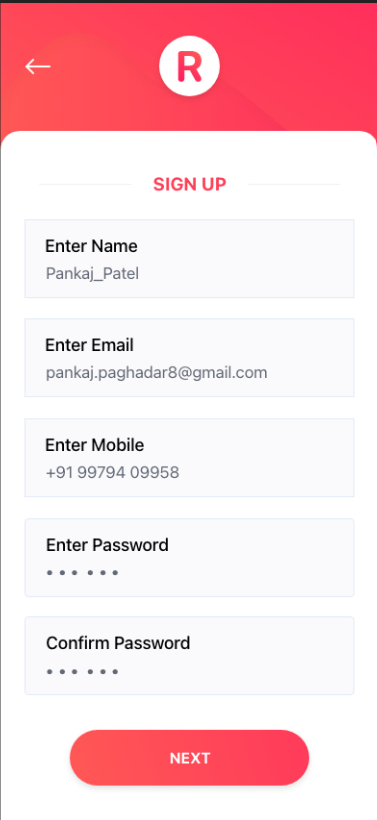 R
SIGN UP
Enter Name
Pankaj_Patel
Enter Email
pankaj.paghadar8@gmail.com
Enter Mobile
+91 99794 09958
Enter Password
• • • • • •
Confirm Password
• • • • • •
NEXT